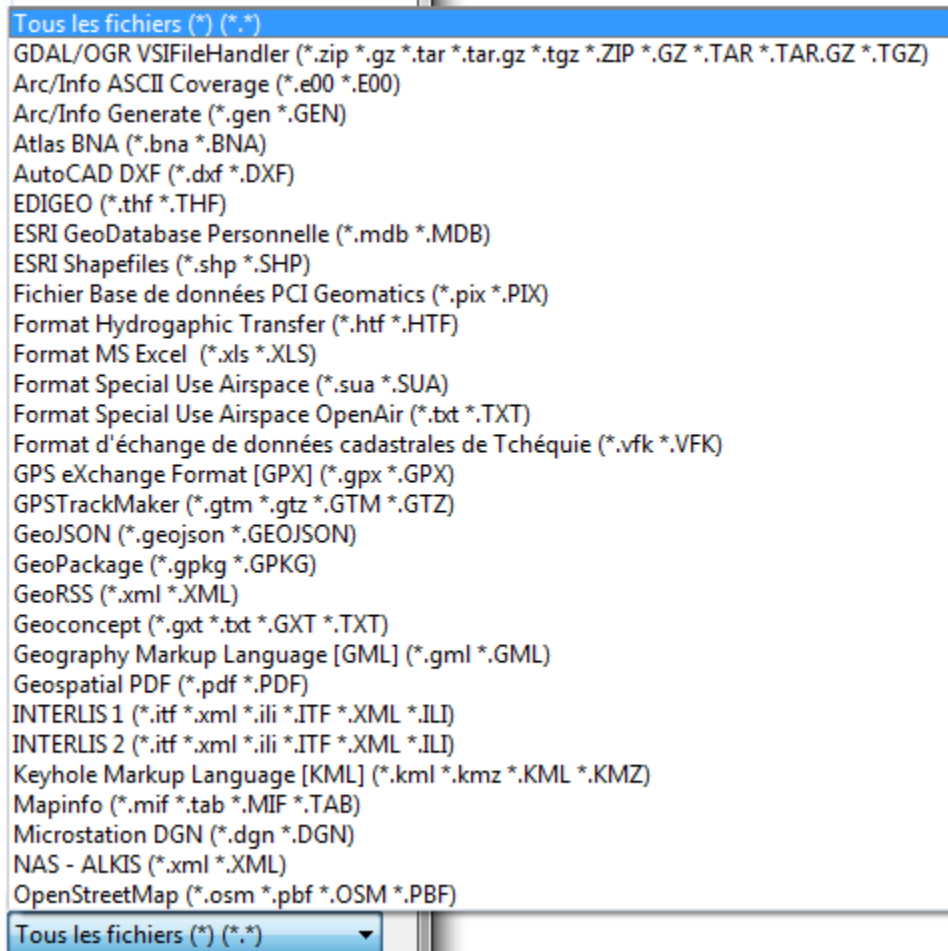 Tous les fichiers (*) (*.*)
GDAL/OGR VSIFileHandler (*.zip *.gz *.tar *.tar.gz *.tgz *.ZIP *.GZ *.TAR *.TAR.GZ *.TGZ)
Arc/Info ASCII Coverage (*.e00 *.E00)
Arc/Info Generate (*.gen *.GEN)
Atlas BNA (*.bna *.BNA)
AutoCAD DXF (*.dxf *.DXF)
EDIGEO (*.thf *.THF)
ESRI GeoDatabase Personnelle (*.mdb *.MDB)
ESRI Shapefiles (*.shp *.SHP)
Fichier Base de données PCI Geomatics (*.pix *.PIX)
Format Hydrogaphic Transfer (*.htf *.HTF)
Format MS Excel  (*.xls *.XLS)
Format Special Use Airspace (*.sua *.SUA)
Format Special Use Airspace OpenAir (*.txt *.TXT)
Format d'échange de données cadastrales de Tchéquie (*.vfk *.VFK)
GPS eXchange Format [GPX] (*.gpx *.GPX)
GPSTrackMaker (*.gtm *.gtz *.GTM *.GTZ)
GeoJSON (*.geojson *.GEOJSON)
GeoPackage (*.gpkg *.GPKG)
GeoRSS (*.xml *.XML)
Geoconcept (*.gxt *.txt *.GXT *.TXT)
Geography Markup Language [GML] (*.gml *.GML)
Geospatial PDF (*.pdf *.PDF)
INTERLIS 1 (*.itf *.xml *.ili *.ITF *.XML *.ILI)
INTERLIS 2 (*.itf *.xml *.ili *.ITF *.XML *.ILI)
Keyhole Markup Language [KML] (*.kml *.kmz *.KML *.KMZ)
Mapinfo (*.mif *.tab *.MIF *.TAB)
Microstation DGN (*.dgn *.DGN)
NAS - ALKIS (*.xml *.XML)
OpenStreetMap (*.osm *.pbf *.OSM *.PBF)
Tous les fichiers (*) (*.*)